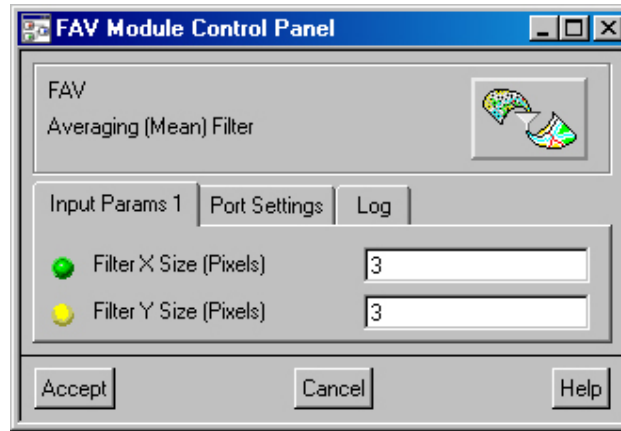 FAV Module Control Panel
FAV
Averaging (Mean) Filter
Input Params 1 Port Settings Log
Filter X Size (Pixels) 3
Filter Y Size (Pixels) 3
Accept Cancel Help